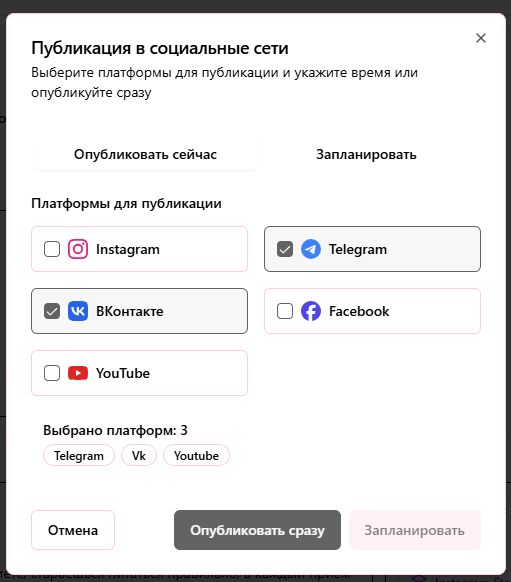 Публикация в социальные сети
Выберите платформы для публикации и укажите время или
опубликуйте сразу
Опубликовать сейчас
Запланировать
Платформы для публикации
Instagram
Telegram
ВКонтакте
Facebook
YouTube
Выбрано платформ: 3
Telegram
Vk
Youtube
Отмена
Опубликовать сразу
Запланировать